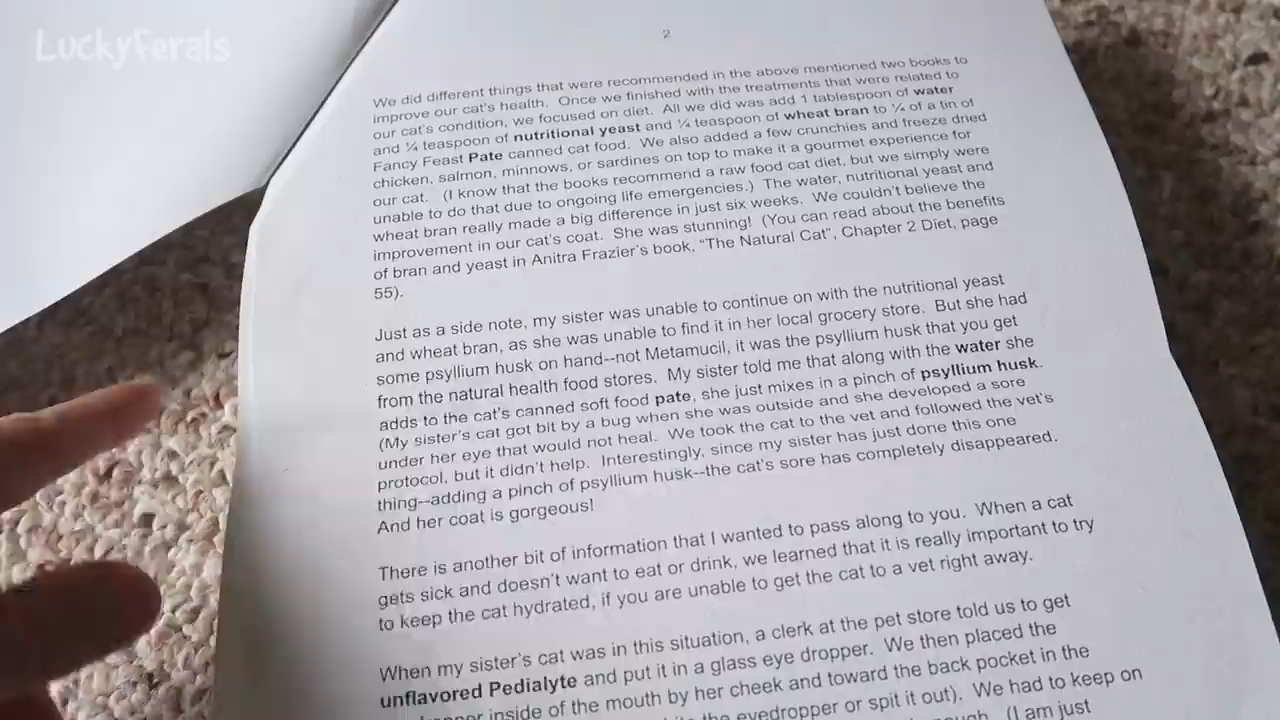 LuckyFerals
2
We did different things that were recommended in the above mentioned two books to
improve our cat's health. Once we finished with the treatments that were related to
our cat's condition, we focused on diet. All we did was add 1 tablespoon of water
and ¼ teaspoon of nutritional yeast and ¼ teaspoon of wheat bran to ¼ of a tin of
Fancy Feast Pate canned cat food. We also added a few crunchies and freeze dried
chicken, salmon, minnows, or sardines on top to make it a gourmet experience for
our cat. (I know that the books recommend a raw food cat diet, but we simply were
unable to do that due to ongoing life emergencies.) The water, nutritional yeast and
wheat bran really made a big difference in just six weeks. We couldn't believe the
improvement in our cat's coat. She was stunning! (You can read about the benefits
of bran and yeast in Anitra Frazier's book, "The Natural Cat", Chapter 2 Diet, page
55).
Just as a side note, my sister was unable to continue on with the nutritional yeast
and wheat bran, as she was unable to find it in her local grocery store. But she had
some psyllium husk on hand--not Metamucil, it was the psyllium husk that you get
from the natural health food stores. My sister told me that along with the water she
adds to the cat's canned soft food pate, she just mixes in a pinch of psyllium husk.
(My sister's cat got bit by a bug when she was outside and she developed a sore
under her eye that would not heal. We took the cat to the vet and followed the vet's
protocol, but it didn't help. Interestingly, since my sister has just done this one
thing--adding a pinch of psyllium husk--the cat's sore has completely disappeared.
And her coat is gorgeous!
There is another bit of information that I wanted to pass along to you. When a cat
gets sick and doesn't want to eat or drink, we learned that it is really important to try
to keep the cat hydrated, if you are unable to get the cat to a vet right away.
When my sister's cat was in this situation, a clerk at the pet store told us to get
unflavored Pedialyte and put it in a glass eye dropper. We then placed the
inside of the mouth by her cheek and toward the back pocket in the
the eyedropper or spit it out). We had to keep on
(I am just